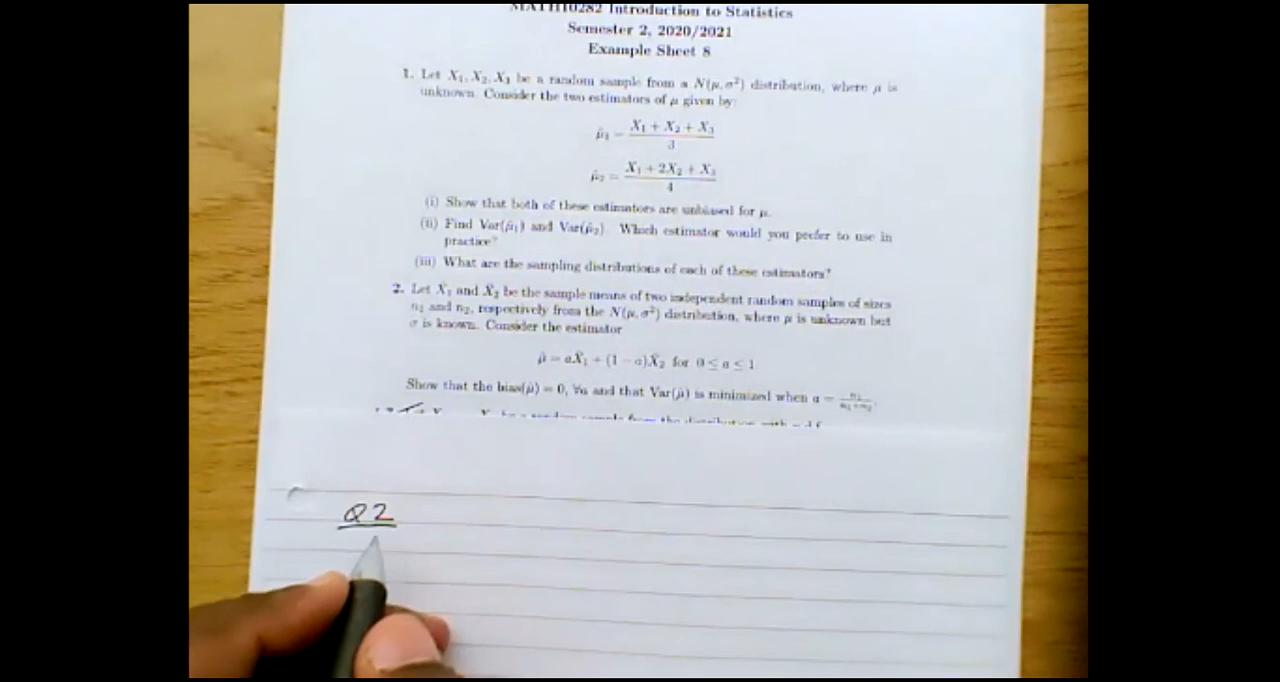 MATH10282 Introduction to Statistics
Semester 2, 2020/2021
Example Sheet 8
1. Let X₁, X₂, X₃ be a random sample from a N(μ, σ²) distribution, where μ is
unknown. Consider the two estimators of μ given by:
μ̂₁ = (X₁ + X₂ + X₃)/3
μ̂₂ = (X₁ + 2X₂ + X₃)/4
(i) Show that both of these estimators are unbiased for μ.
(ii) Find Var(μ̂₁) and Var(μ̂₂). Which estimator would you prefer to use in
practice?
(iii) What are the sampling distributions of each of these estimators?
2. Let X̄₁ and X̄₂ be the sample means of two independent random samples of sizes
n₁ and n₂, respectively from the N(μ, σ²) distribution, where μ is unknown but
σ is known. Consider the estimator
μ̂ = aX̄₁ + (1 − a)X̄₂ for 0 ≤ a ≤ 1
Show that the bias(μ̂) = 0, ∀a and that Var(μ̂) is minimized when a = n₁/(n₁+n₂).
Q2